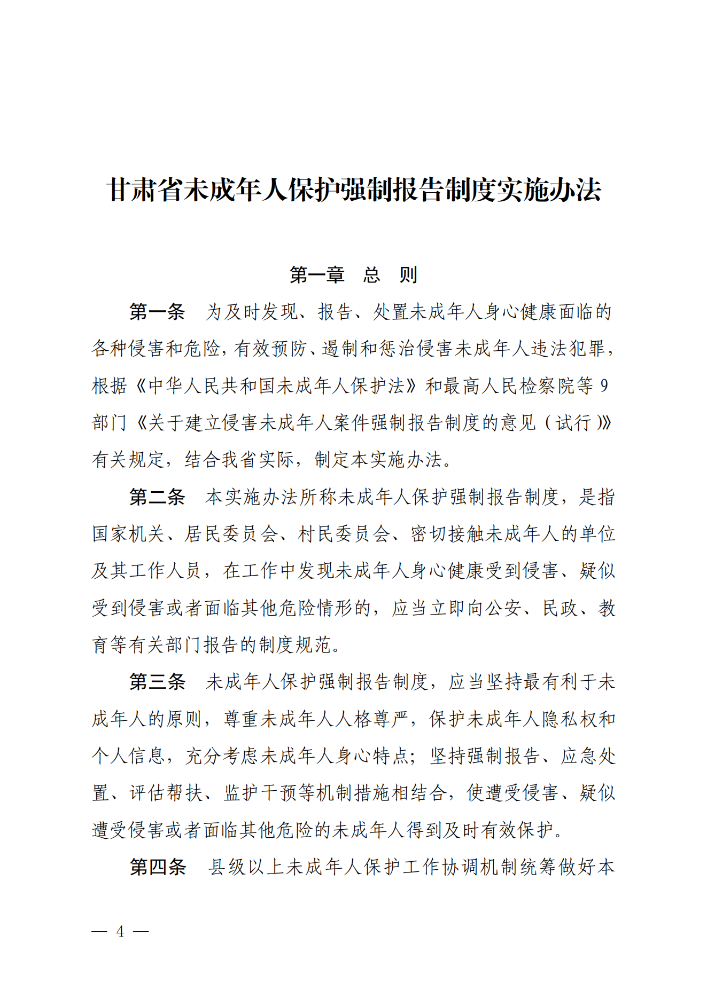 甘肃省未成年人保护强制报告制度实施办法
第一章　总　则
第一条　为及时发现、报告、处置未成年人身心健康面临的
各种侵害和危险，有效预防、遏制和惩治侵害未成年人违法犯罪，
根据《中华人民共和国未成年人保护法》和最高人民检察院等 9
部门《关于建立侵害未成年人案件强制报告制度的意见（试行）》
有关规定，结合我省实际，制定本实施办法。
第二条　本实施办法所称未成年人保护强制报告制度，是指
国家机关、居民委员会、村民委员会、密切接触未成年人的单位
及其工作人员，在工作中发现未成年人身心健康受到侵害、疑似
受到侵害或者面临其他危险情形的，应当立即向公安、民政、教
育等有关部门报告的制度规范。
第三条　未成年人保护强制报告制度，应当坚持最有利于未
成年人的原则，尊重未成年人人格尊严，保护未成年人隐私权和
个人信息，充分考虑未成年人身心特点；坚持强制报告、应急处
置、评估帮扶、监护干预等机制措施相结合，使遭受侵害、疑似
遭受侵害或者面临其他危险的未成年人得到及时有效保护。
第四条　县级以上未成年人保护工作协调机制统筹做好本
— 4 —